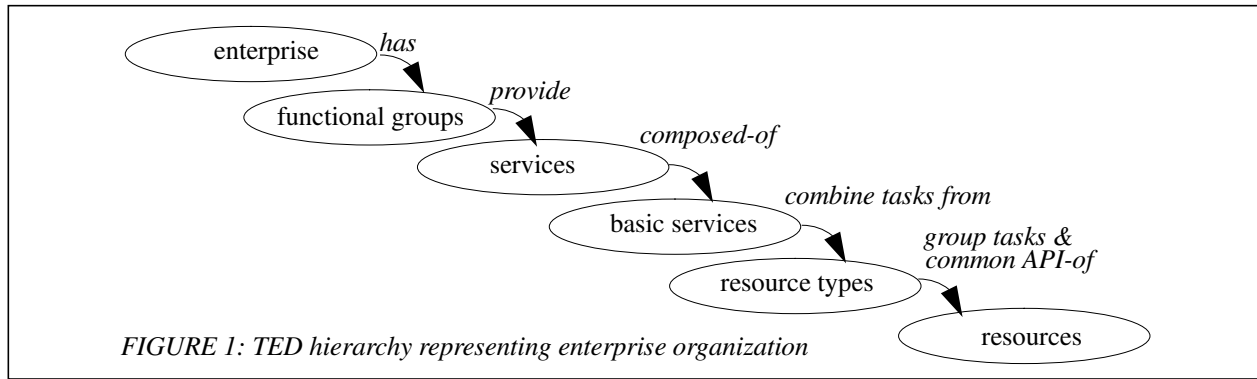 enterprise
has
functional groups
provide
services
composed-of
basic services
combine tasks from
resource types
group tasks &
common API-of
resources
FIGURE 1: TED hierarchy representing enterprise organization